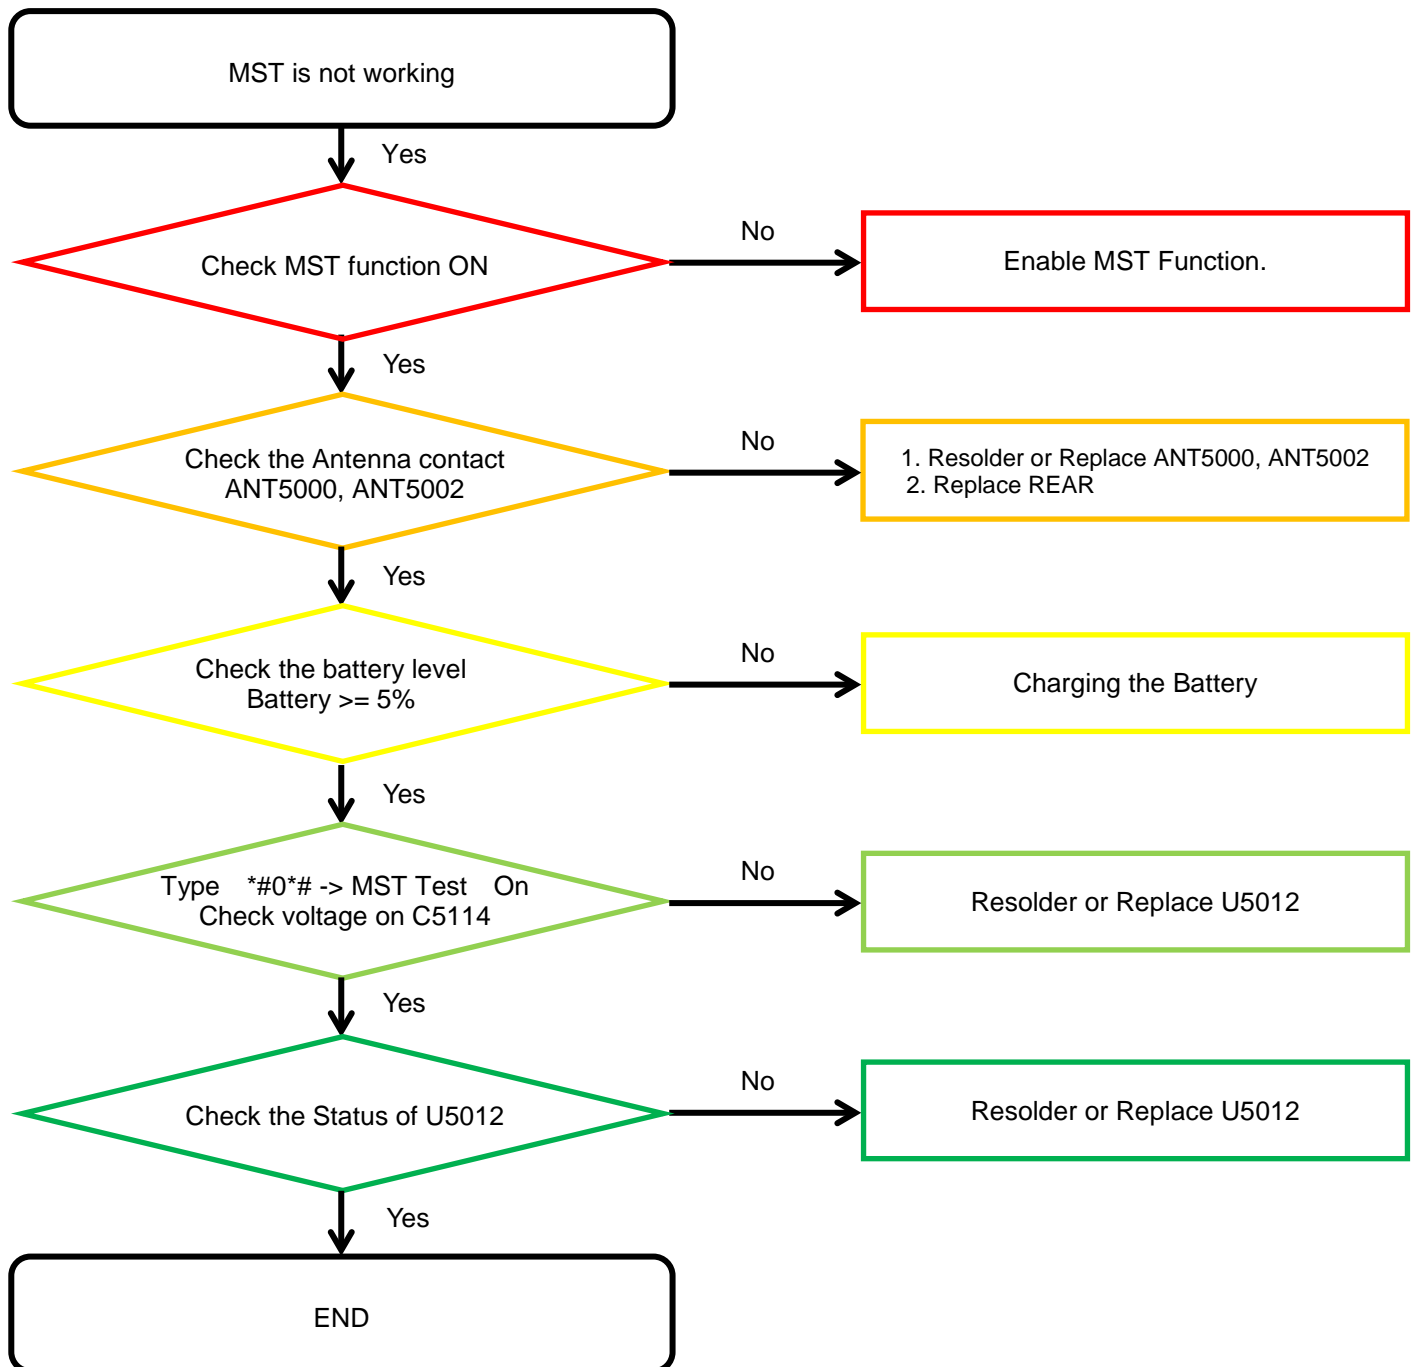 MST is not working
Yes
Check MST function ON
No
Enable MST Function.
Yes
Check the Antenna contact
ANT5000, ANT5002
No
1. Resolder or Replace ANT5000, ANT5002
2. Replace REAR
Yes
Check the battery level
Battery >= 5%
No
Charging the Battery
Yes
Type *#0*# -> MST Test On
Check voltage on C5114
No
Resolder or Replace U5012
Yes
Check the Status of U5012
No
Resolder or Replace U5012
Yes
END